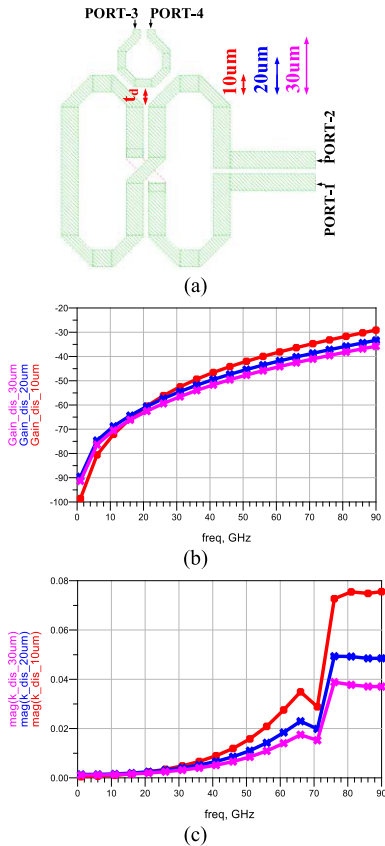 PORT-3 PORT-4
t_d
10um
20um
30um
PORT-2
PORT-1
(a)
Gain_dis_30um
Gain_dis_20um
Gain_dis_10um
-20
-30
-40
-50
-60
-70
-80
-90
-100
0 10 20 30 40 50 60 70 80 90
freq, GHz
(b)
mag(k_dis_30um)
mag(k_dis_20um)
mag(k_dis_10um)
0.08
0.06
0.04
0.02
0.00
0 10 20 30 40 50 60 70 80 90
freq, GHz
(c)